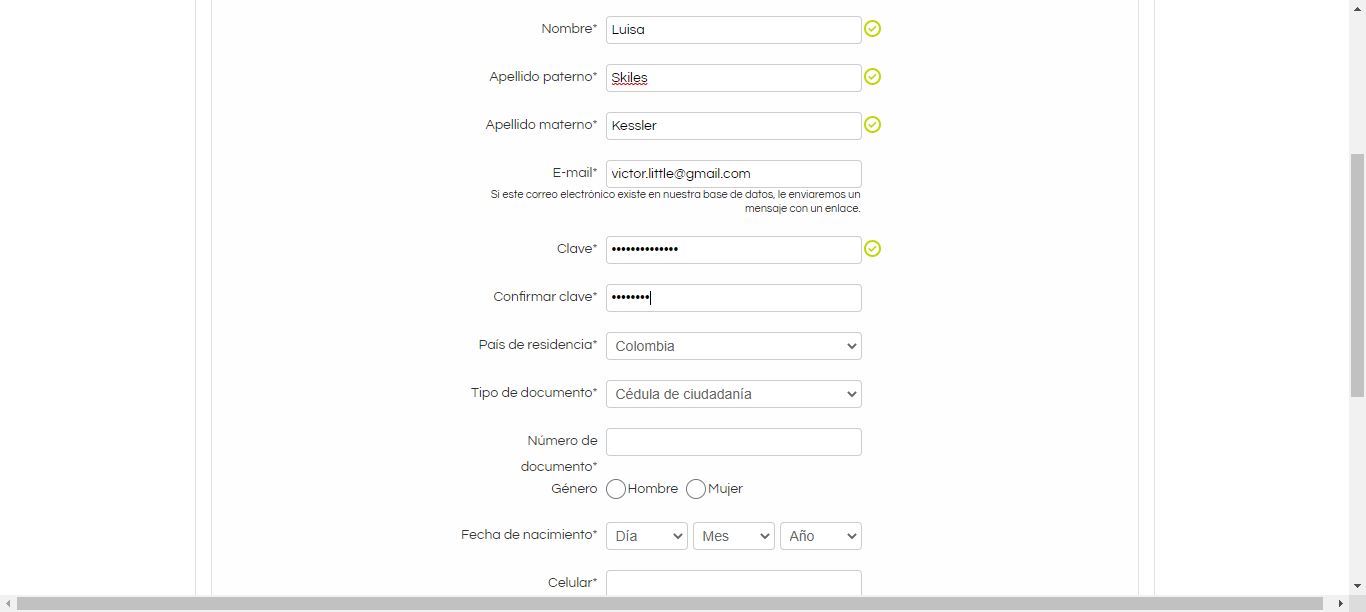 Nombre* Luisa
Apellido paterno* Skiles
Apellido materno* Kessler
E-mail* victor.little@gmail.com
Si este correo electrónico existe en nuestra base de datos, le enviaremos un
mensaje con un enlace.
Clave* ••••••••••••••
Confirmar clave* ••••••••
País de residencia* Colombia
Tipo de documento* Cédula de ciudadanía
Número de
documento*
Género Hombre Mujer
Fecha de nacimiento* Día Mes Año
Celular*